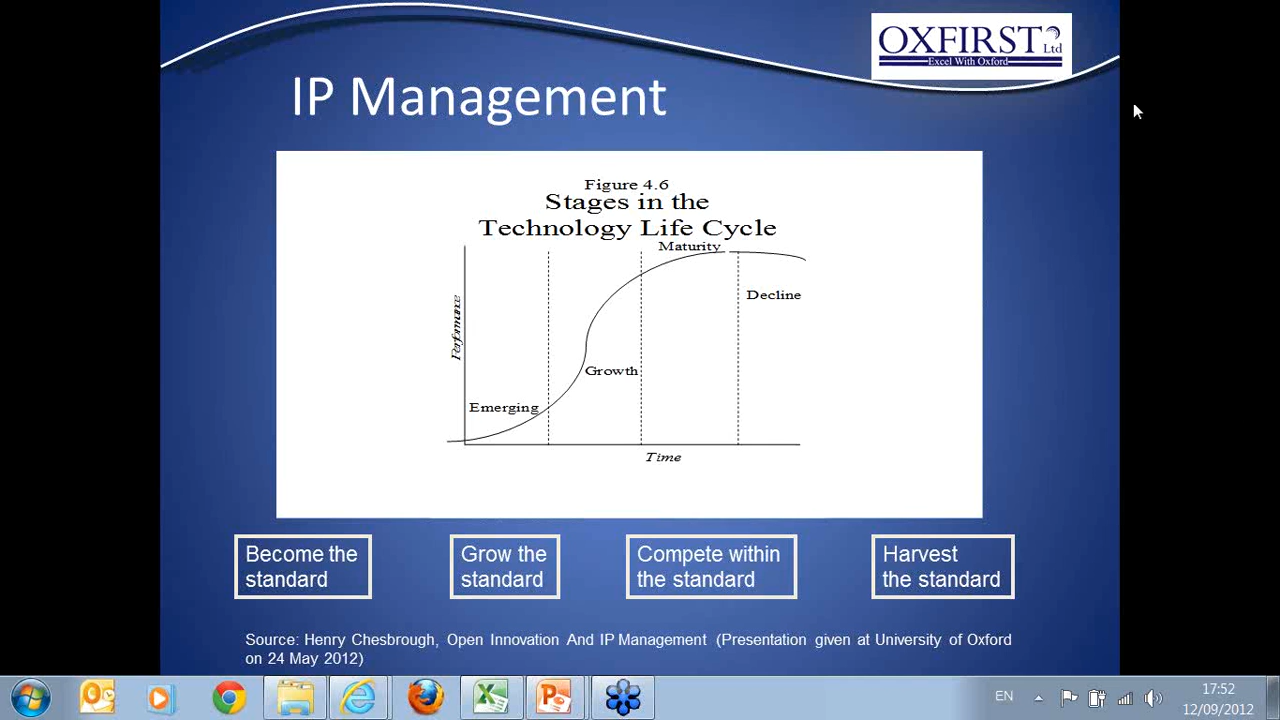 OXFIRST Ltd
Excel With Oxford
IP Management
Figure 4.6
Stages in the
Technology Life Cycle
Maturity
Decline
Performance
Growth
Emerging
Time
Become the
standard
Grow the
standard
Compete within
the standard
Harvest
the standard
Source: Henry Chesbrough, Open Innovation And IP Management (Presentation given at University of Oxford
on 24 May 2012)
EN
17:52
12/09/2012